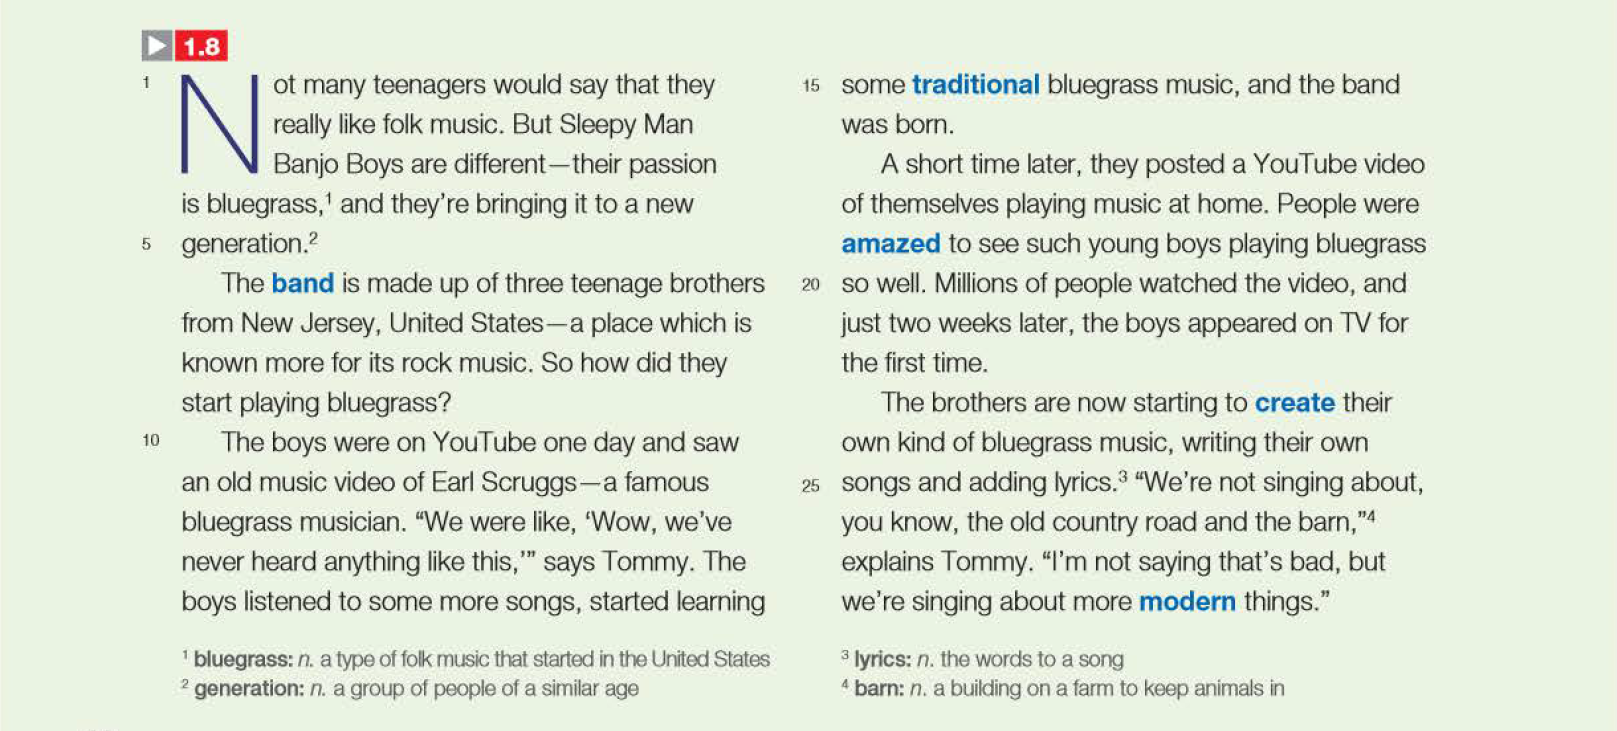 1.8
1 Not many teenagers would say that they
really like folk music. But Sleepy Man
Banjo Boys are different—their passion
is bluegrass,¹ and they're bringing it to a new
5 generation.²
The band is made up of three teenage brothers
from New Jersey, United States—a place which is
known more for its rock music. So how did they
start playing bluegrass?
10 The boys were on YouTube one day and saw
an old music video of Earl Scruggs—a famous
bluegrass musician. “We were like, ‘Wow, we've
never heard anything like this,’” says Tommy. The
boys listened to some more songs, started learning
15 some traditional bluegrass music, and the band
was born.
A short time later, they posted a YouTube video
of themselves playing music at home. People were
amazed to see such young boys playing bluegrass
20 so well. Millions of people watched the video, and
just two weeks later, the boys appeared on TV for
the first time.
The brothers are now starting to create their
own kind of bluegrass music, writing their own
25 songs and adding lyrics.³ “We're not singing about,
you know, the old country road and the barn,”⁴
explains Tommy. “I'm not saying that's bad, but
we're singing about more modern things.”
¹ bluegrass: n. a type of folk music that started in the United States
² generation: n. a group of people of a similar age
³ lyrics: n. the words to a song
⁴ barn: n. a building on a farm to keep animals in